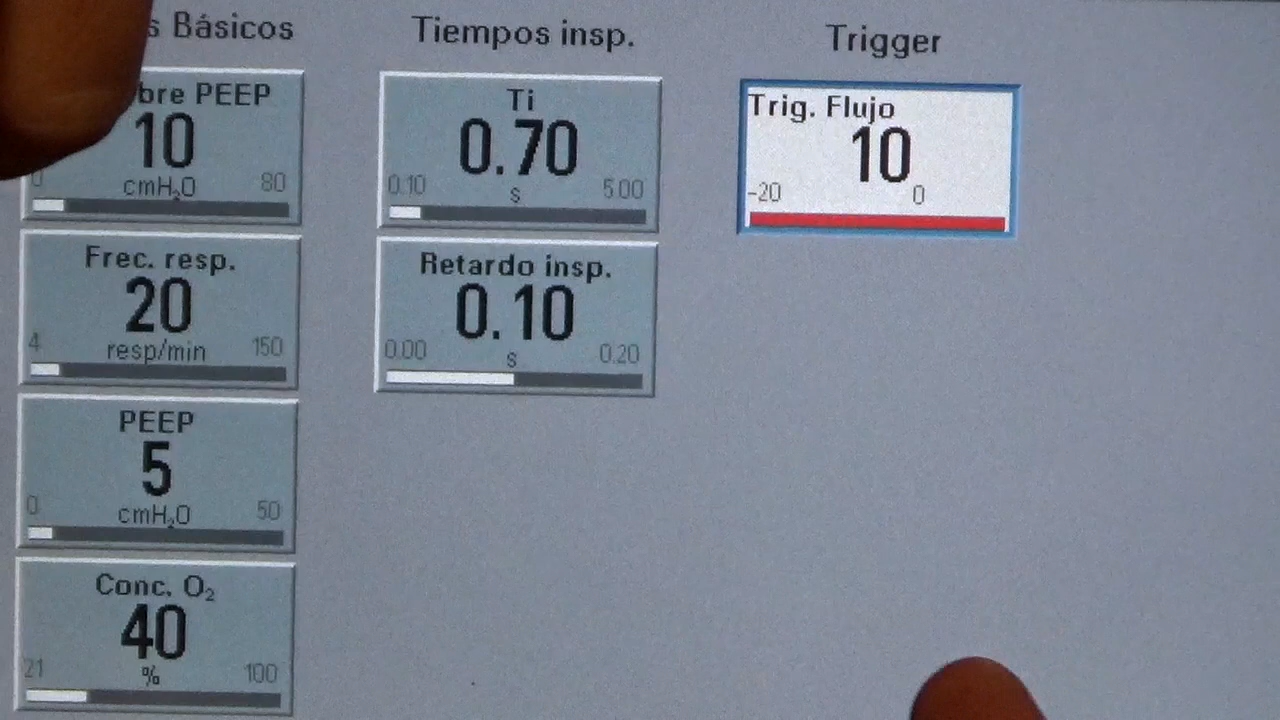 Básicos
PEEP
10
cmH₂O
80
Frec. resp.
20
4
resp/min
150
PEEP
5
0
cmH₂O
50
Conc. O₂
40
21
%
100
Tiempos insp.
Ti
0.70
0.10
s
5.00
Retardo insp.
0.10
0.00
s
0.20
Trigger
Trig. Flujo
10
-20
0